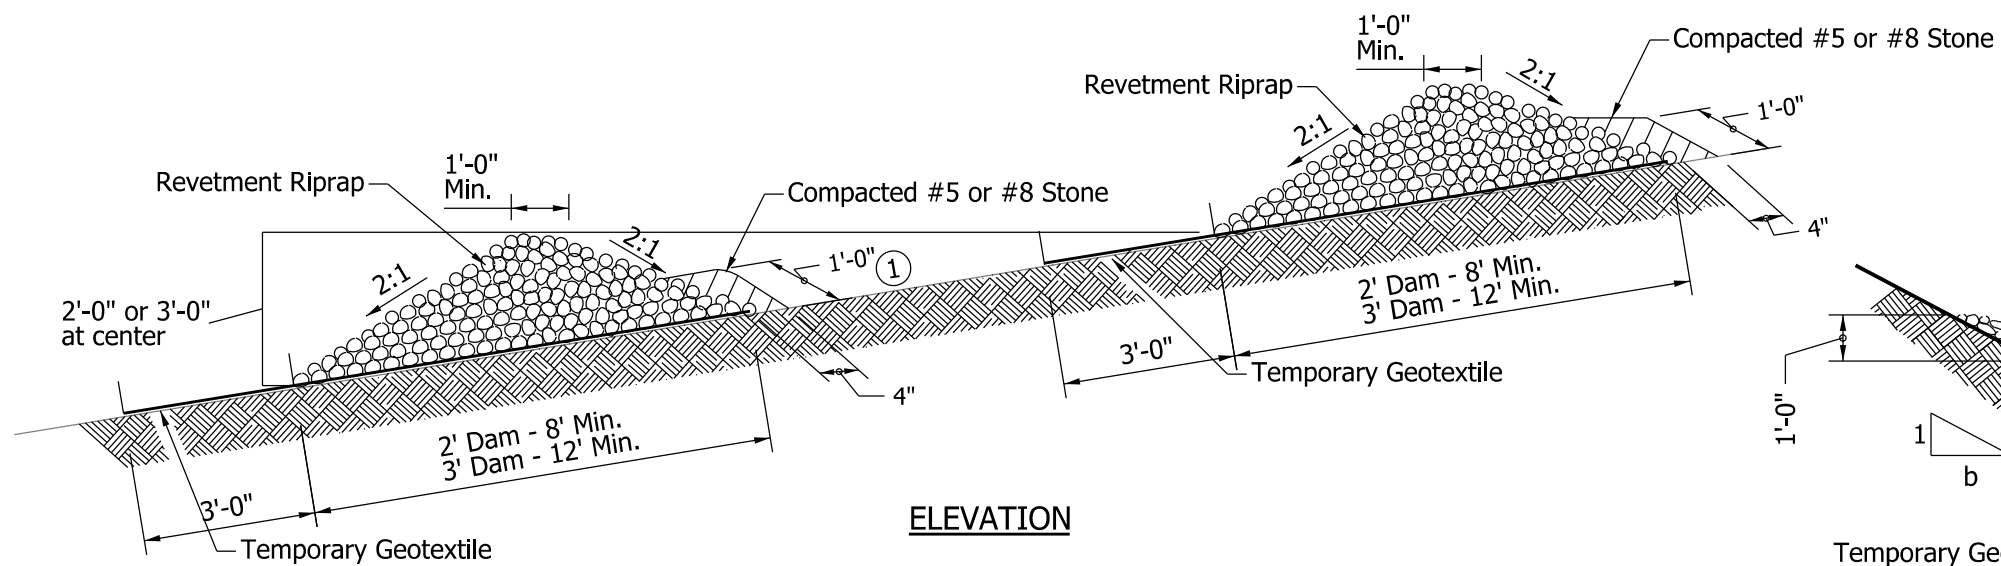 1'-0"
Min.
2:1
Compacted #5 or #8 Stone
Revetment Riprap
2:1
1'-0"
4"
2' Dam - 8' Min.
3' Dam - 12' Min.
3'-0"
Temporary Geotextile
Revetment Riprap
1'-0"
Min.
2:1
Compacted #5 or #8 Stone
2:1
1'-0" 1
2'-0" or 3'-0"
at center
4"
2' Dam - 8' Min.
3' Dam - 12' Min.
3'-0"
Temporary Geotextile
ELEVATION
1'-0"
1
b
Temporary Geo